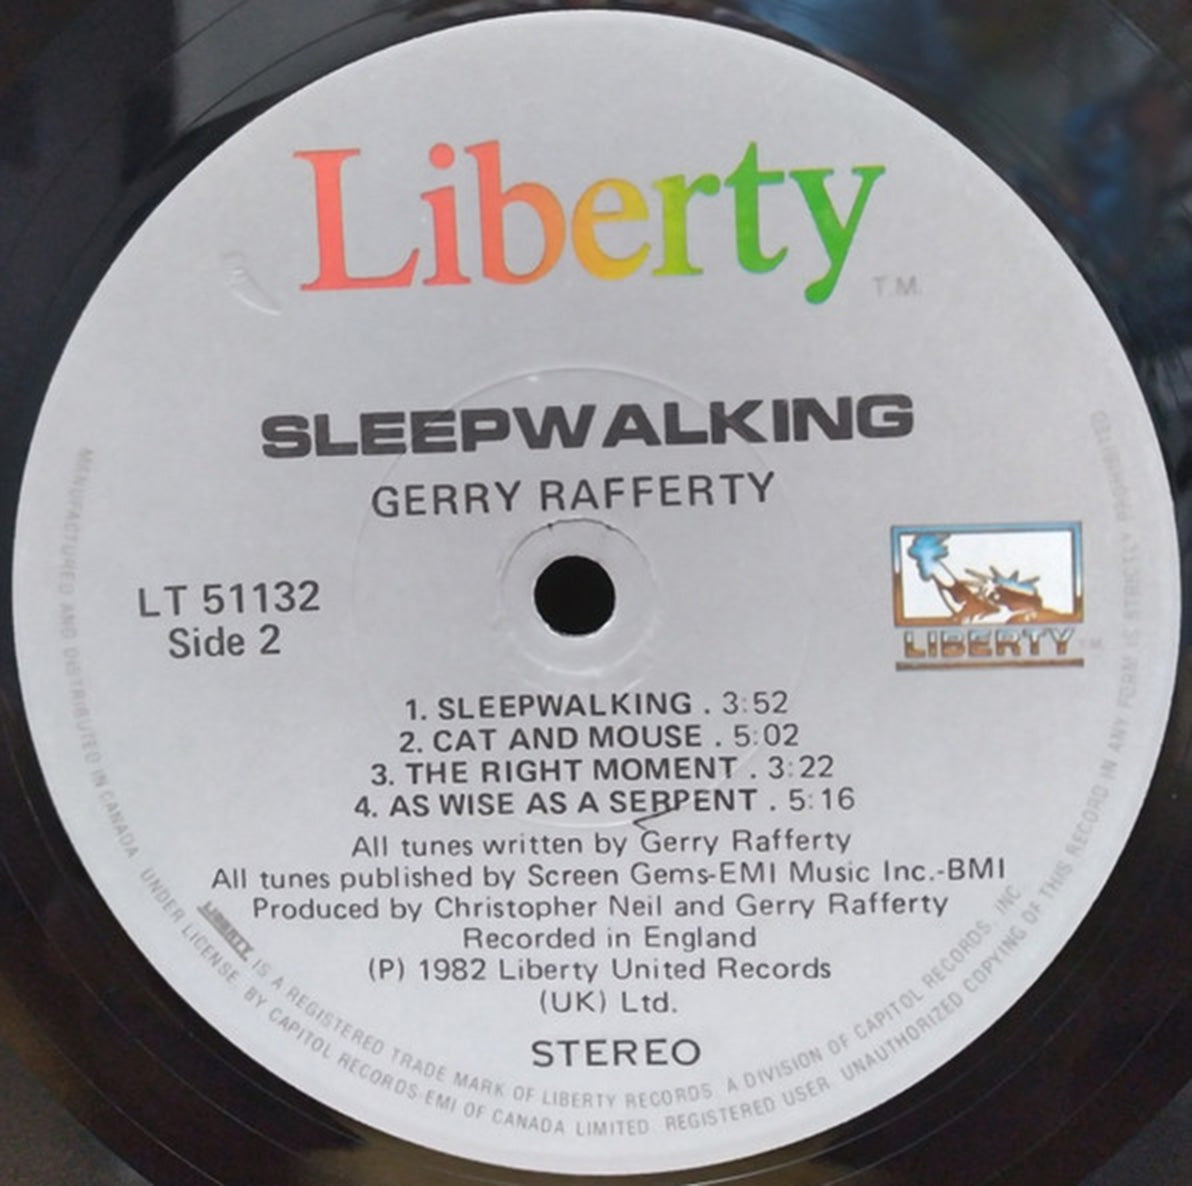 Liberty
T.M.
SLEEPWALKING
GERRY RAFFERTY
LT 51132
Side 2
LIBERTY TM
1. SLEEPWALKING . 3:52
2. CAT AND MOUSE . 5:02
3. THE RIGHT MOMENT . 3:22
4. AS WISE AS A SERPENT . 5:16
All tunes written by Gerry Rafferty
All tunes published by Screen Gems-EMI Music Inc.-BMI
Produced by Christopher Neil and Gerry Rafferty
Recorded in England
(P) 1982 Liberty United Records
(UK) Ltd.
STEREO
LIBERTY IS A REGISTERED TRADE MARK OF LIBERTY RECORDS, A DIVISION OF CAPITOL RECORDS, INC.
MANUFACTURED AND DISTRIBUTED IN CANADA UNDER LICENSE BY CAPITOL RECORDS-EMI OF CANADA LIMITED. REGISTERED USER. UNAUTHORIZED COPYING OF THIS RECORD IN ANY FORM IS STRICTLY PROHIBITED